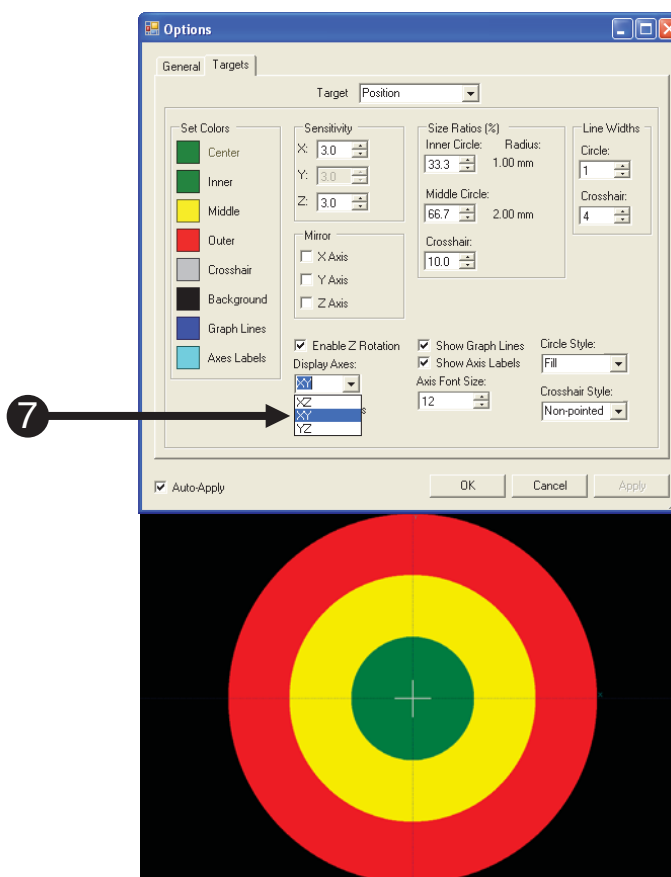 Options
General Targets
Target Position
Set Colors
Center
Inner
Middle
Outer
Crosshair
Background
Graph Lines
Axes Labels
Sensitivity
X: 3.0
Y: 3.0
Z: 3.0
Mirror
X Axis
Y Axis
Z Axis
Size Ratios (%)
Inner Circle: Radius:
33.3 1.00 mm
Middle Circle:
66.7 2.00 mm
Crosshair:
10.0
Line Widths
Circle:
1
Crosshair:
4
Enable Z Rotation
Display Axes:
XY
XZ
XY
YZ
Show Graph Lines
Show Axis Labels
Axis Font Size:
12
Circle Style:
Fill
Crosshair Style:
Non-pointed
7
Auto-Apply
OK Cancel Apply